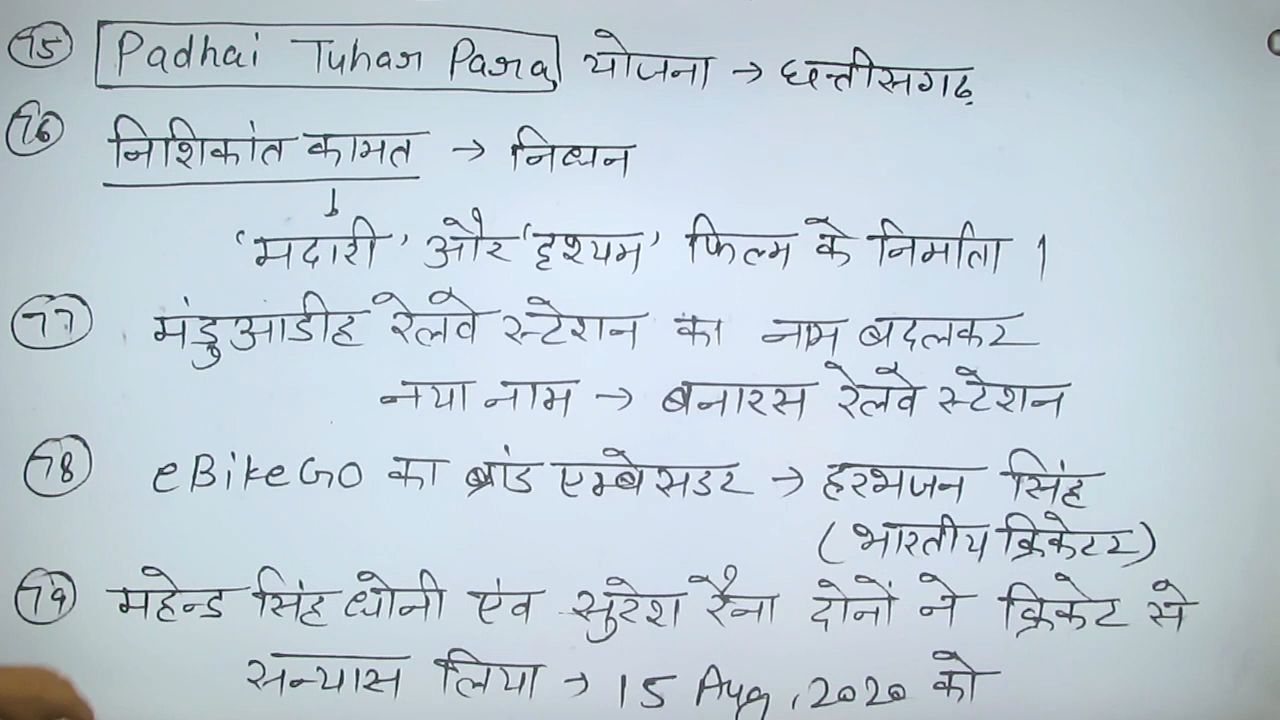 75 Padhai Tuhar Para योजना → छत्तीसगढ़
76 निशिकांत कामत → निधन
'मदारी' और 'दृश्यम' फिल्म के निर्माता ।
77 मंडुआडीह रेलवे स्टेशन का नाम बदलकर
नया नाम → बनारस रेलवे स्टेशन
78 eBikeGO का ब्रांड एम्बेसडर → हरभजन सिंह
(भारतीय क्रिकेटर)
79 महेन्ड सिंह धोनी एंव सुरेश रैना दोनों ने क्रिकेट से
सन्यास लिया → 15 Aug, 2020 को